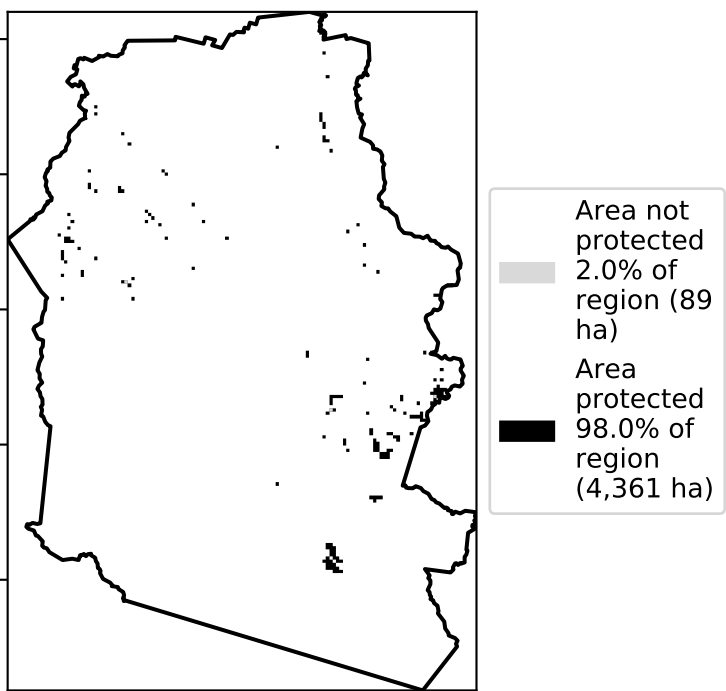 Area not
protected
2.0% of
region (89
ha)
Area
protected
98.0% of
region
(4,361 ha)